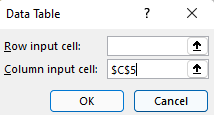 Data Table ? ×
Row input cell:
Column input cell: $C$5
OK Cancel